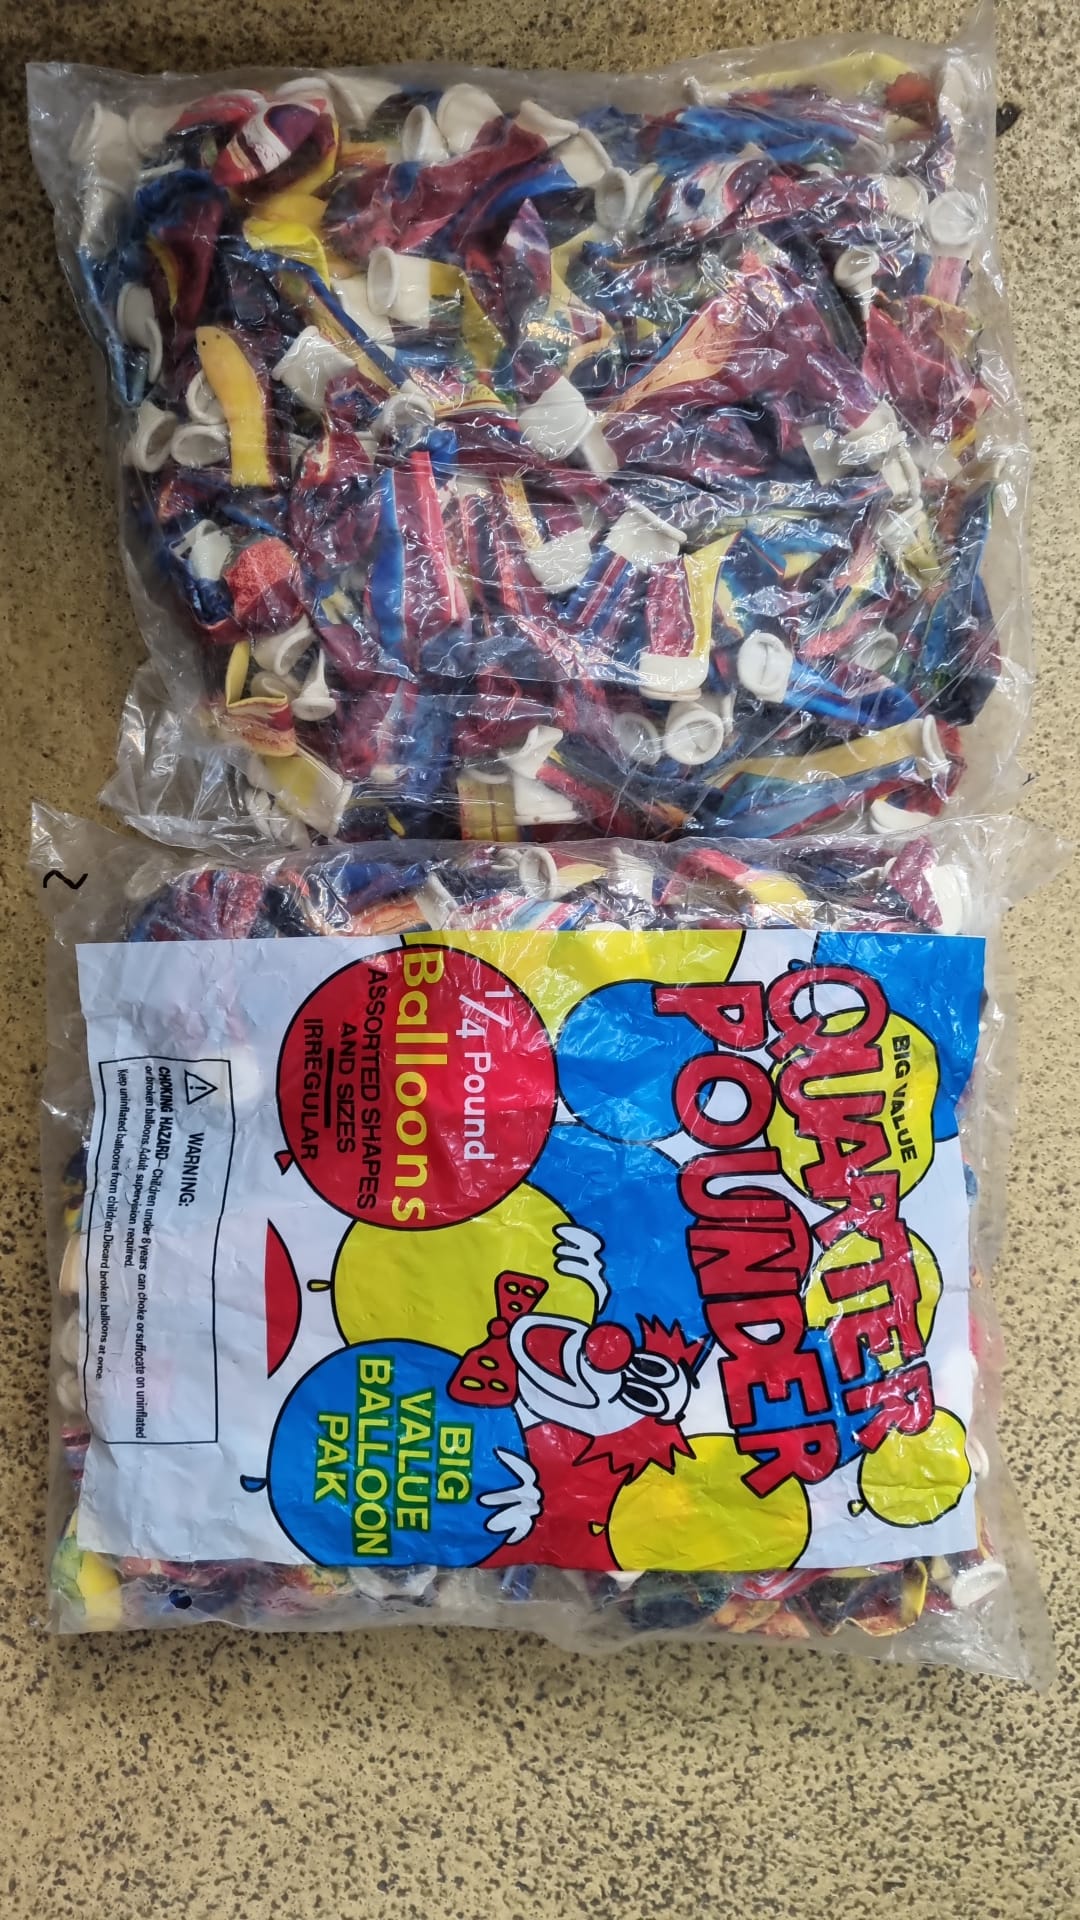 BIG VALUE
QUARTER
POUNDER
1/4 Pound
Balloons
ASSORTED SHAPES
AND SIZES
IRREGULAR
BIG
VALUE
BALLOON
PAK
WARNING:
CHOKING HAZARD-Children under 8 years can choke or suffocate on uninflated
or broken balloons.Adult supervision required.
Keep uninflated balloons from children.Discard broken balloons at once.